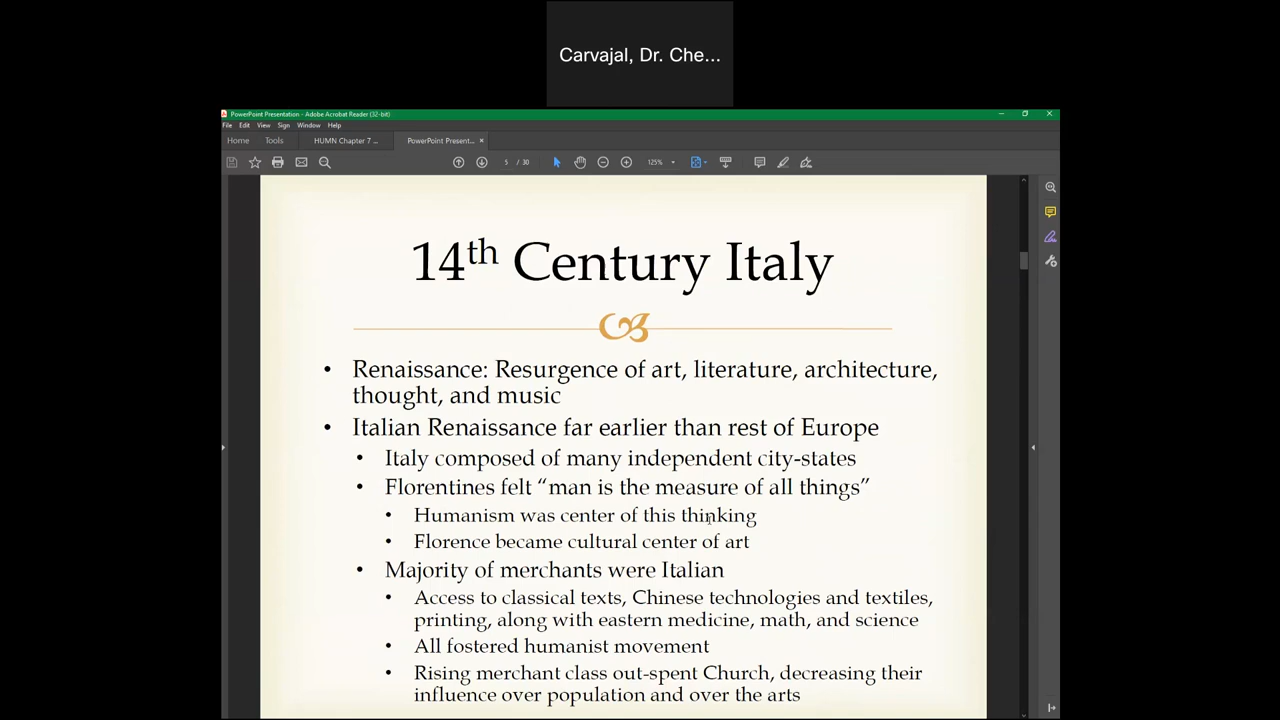 Carvajal, Dr. Che...
PowerPoint Presentation - Adobe Acrobat Reader (32-bit)
File Edit View Sign Window Help
Home Tools HUMN Chapter 7 ... PowerPoint Present... ×
5 / 30 125%
14th Century Italy
• Renaissance: Resurgence of art, literature, architecture,
thought, and music
• Italian Renaissance far earlier than rest of Europe
• Italy composed of many independent city-states
• Florentines felt “man is the measure of all things”
• Humanism was center of this thinking
• Florence became cultural center of art
• Majority of merchants were Italian
• Access to classical texts, Chinese technologies and textiles,
printing, along with eastern medicine, math, and science
• All fostered humanist movement
• Rising merchant class out-spent Church, decreasing their
influence over population and over the arts